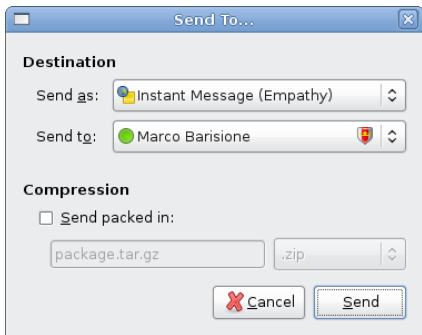 Send To...
Destination
Send as: Instant Message (Empathy)
Send to: Marco Barisione
Compression
Send packed in:
package.tar.gz .zip
Cancel Send